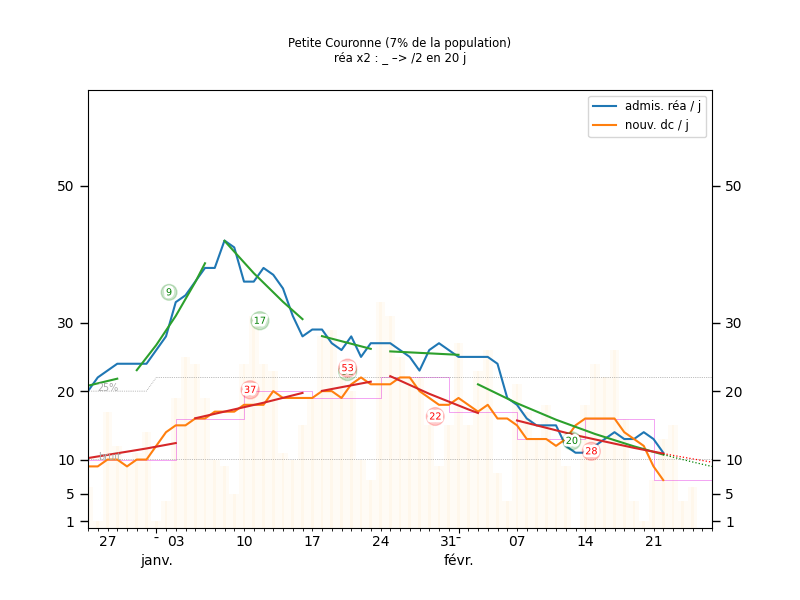 Petite Couronne (7% de la population)
réa x2 : _ –> /2 en 20 j
admis. réa / j
nouv. dc / j
50 50
9
17
30 30
53
25%
37
20 20
22
20
28
10 10
5 5
1 1
27 03 10 17 24 31 07 14 21
janv. févr.